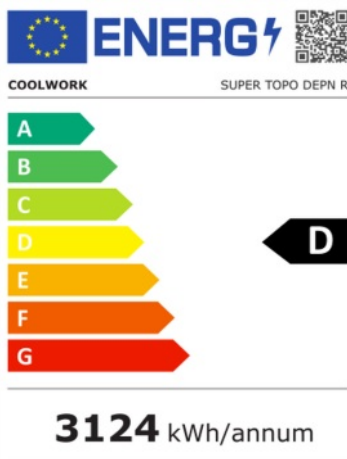 ENERG
COOLWORK SUPER TOPO DEPN R
A
B
C
D
D
E
F
G
3124 kWh/annum